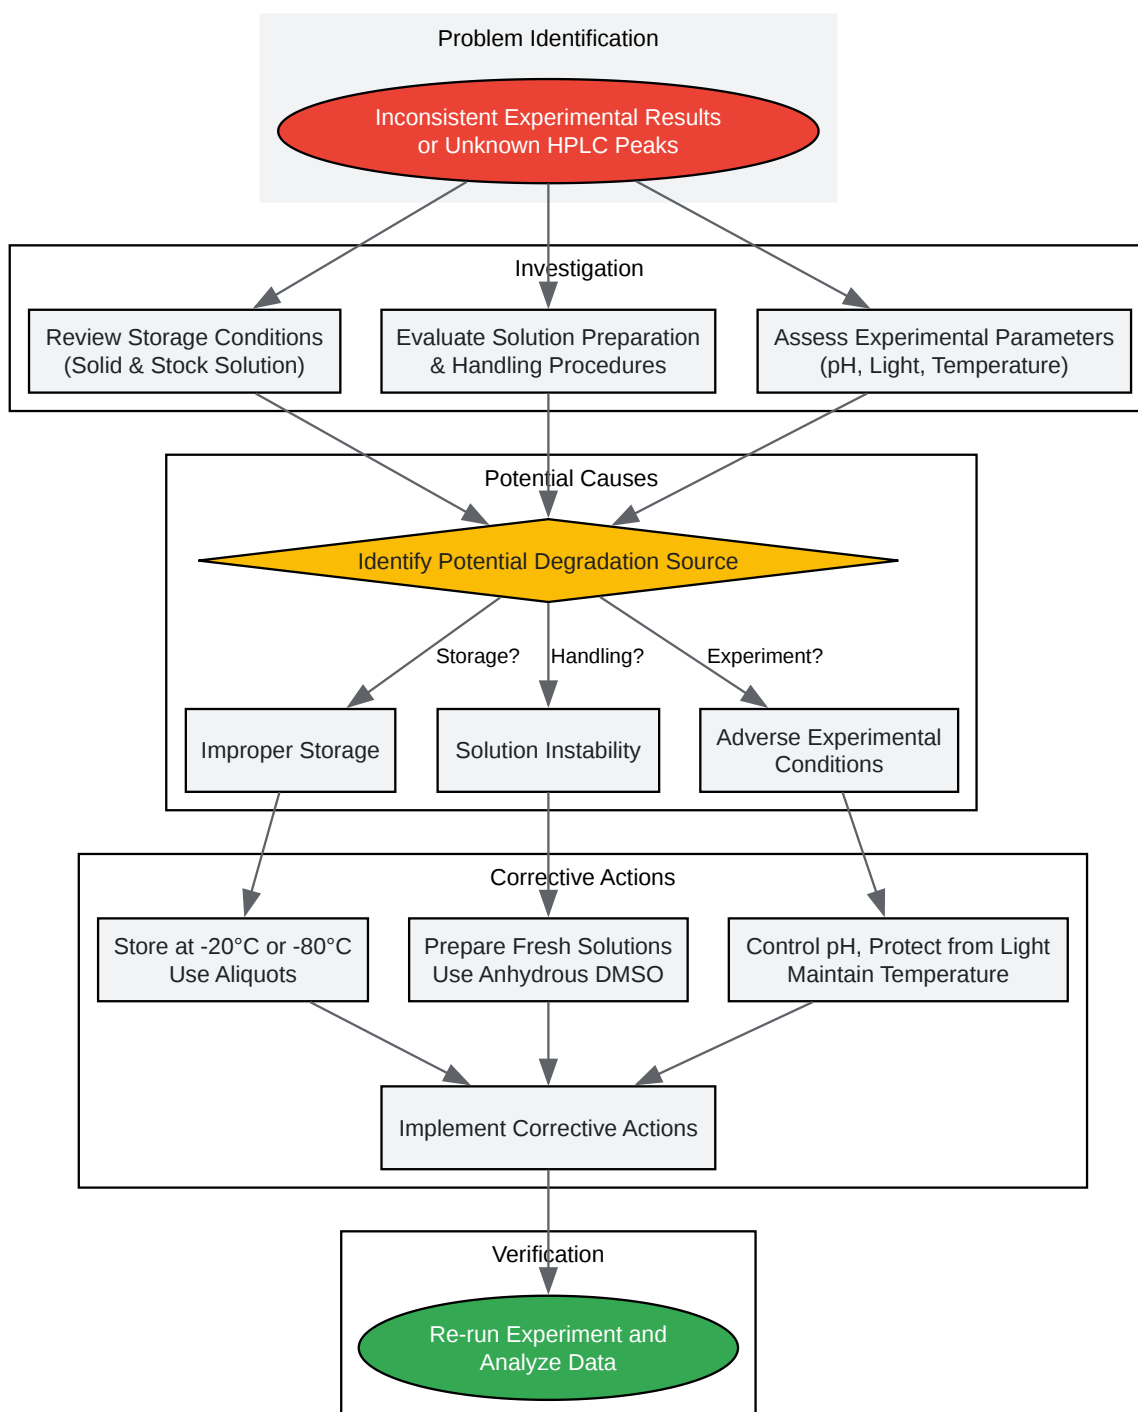 Problem Identification
Inconsistent Experimental Results
or Unknown HPLC Peaks
Investigation
Review Storage Conditions
(Solid & Stock Solution)
Evaluate Solution Preparation
& Handling Procedures
Assess Experimental Parameters
(pH, Light, Temperature)
Potential Causes
Identify Potential Degradation Source
Storage?
Handling?
Experiment?
Improper Storage
Solution Instability
Adverse Experimental
Conditions
Corrective Actions
Store at -20°C or -80°C
Use Aliquots
Prepare Fresh Solutions
Use Anhydrous DMSO
Control pH, Protect from Light
Maintain Temperature
Implement Corrective Actions
Verification
Re-run Experiment and
Analyze Data